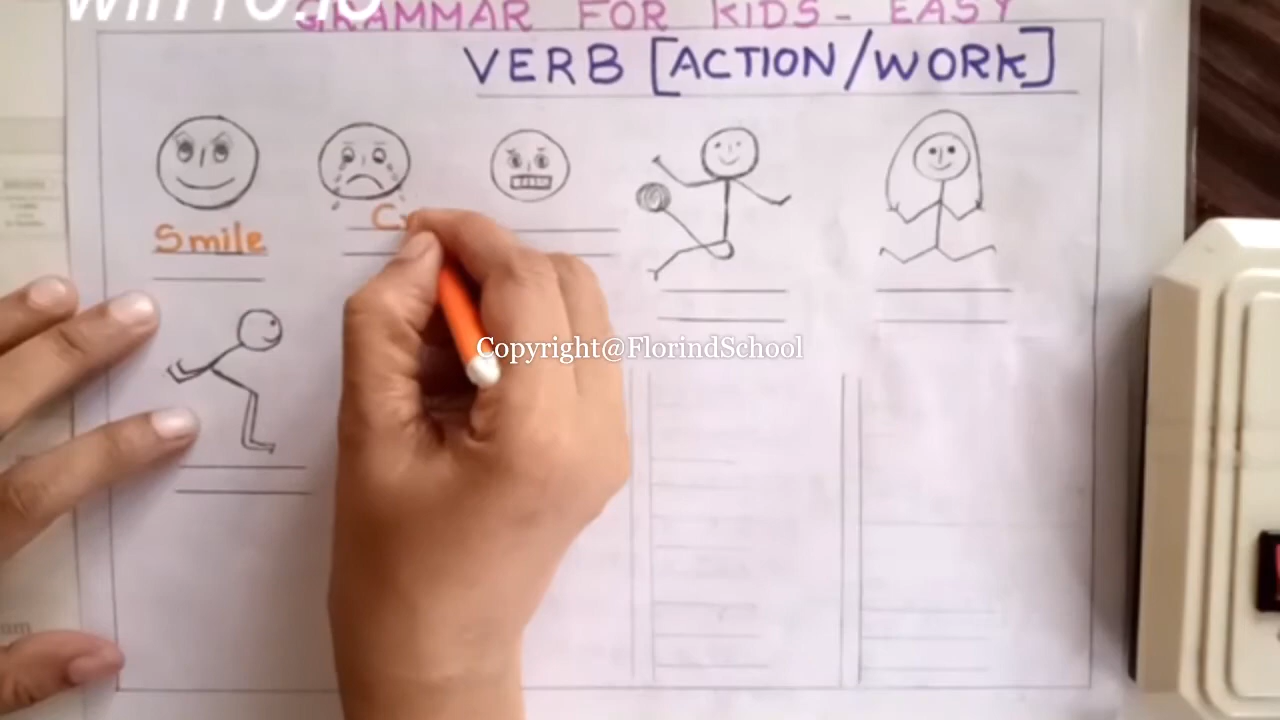 GRAMMAR FOR KIDS - EASY
VERB [ACTION/WORK]
Smile
Copyright@FlorindSchool